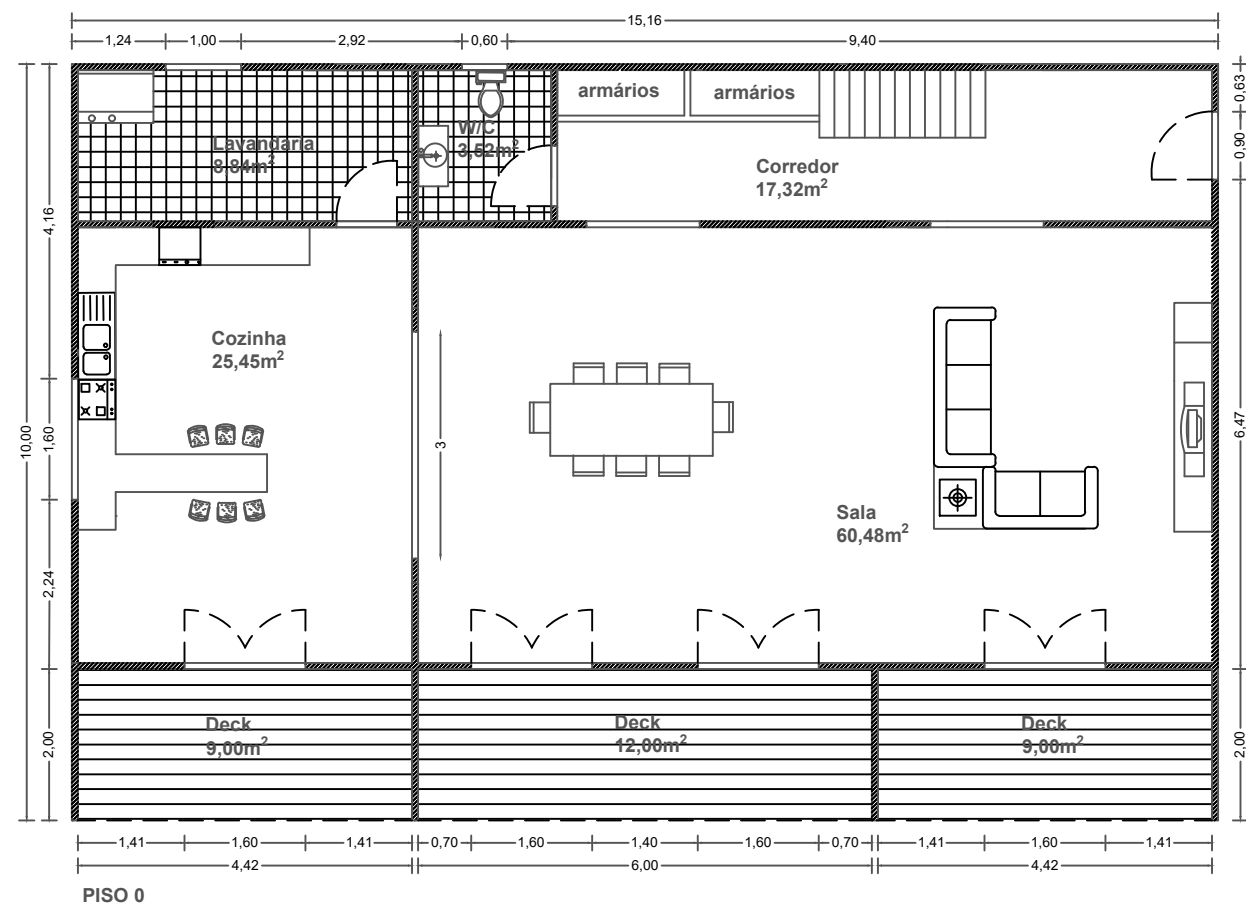 15,16
1,24 1,00 2,92 0,60 9,40
armários armários
W/C
3,52m²
Lavandaria
8,84m²
Corredor
17,32m²
0,63
0,90
4,16
10,00
1,60
2,24
2,00
Cozinha
25,45m²
3
6,47
Sala
60,48m²
2,00
Deck
9,00m²
Deck
12,00m²
Deck
9,00m²
1,41 1,60 1,41 0,70 1,60 1,40 1,60 0,70 1,41 1,60 1,41
4,42 6,00 4,42
PISO 0